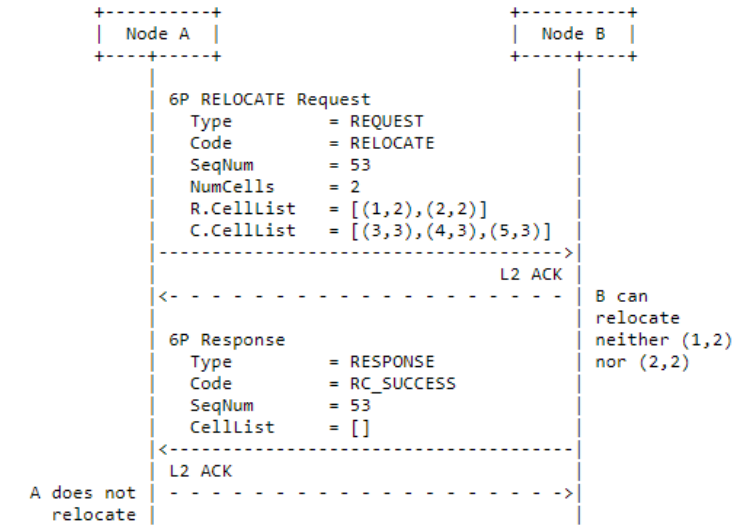 Node A Node B
6P RELOCATE Request
Type = REQUEST
Code = RELOCATE
SeqNum = 53
NumCells = 2
R.CellList = [(1,2),(2,2)]
C.CellList = [(3,3),(4,3),(5,3)]
L2 ACK
B can
relocate
neither (1,2)
nor (2,2)
6P Response
Type = RESPONSE
Code = RC_SUCCESS
SeqNum = 53
CellList = []
L2 ACK
A does not
relocate